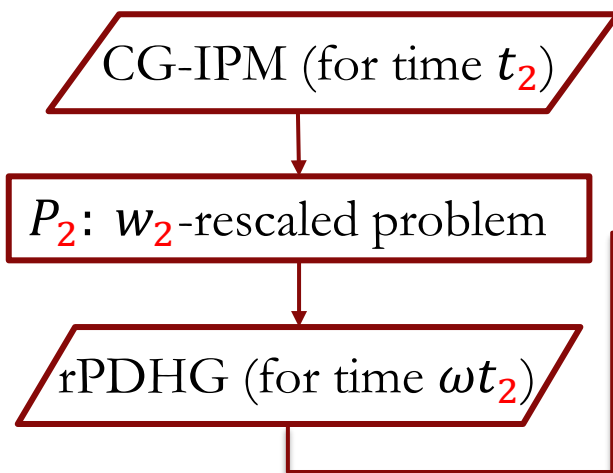 CG-IPM (for time t₂)
P₂: w₂-rescaled problem
rPDHG (for time ωt₂)